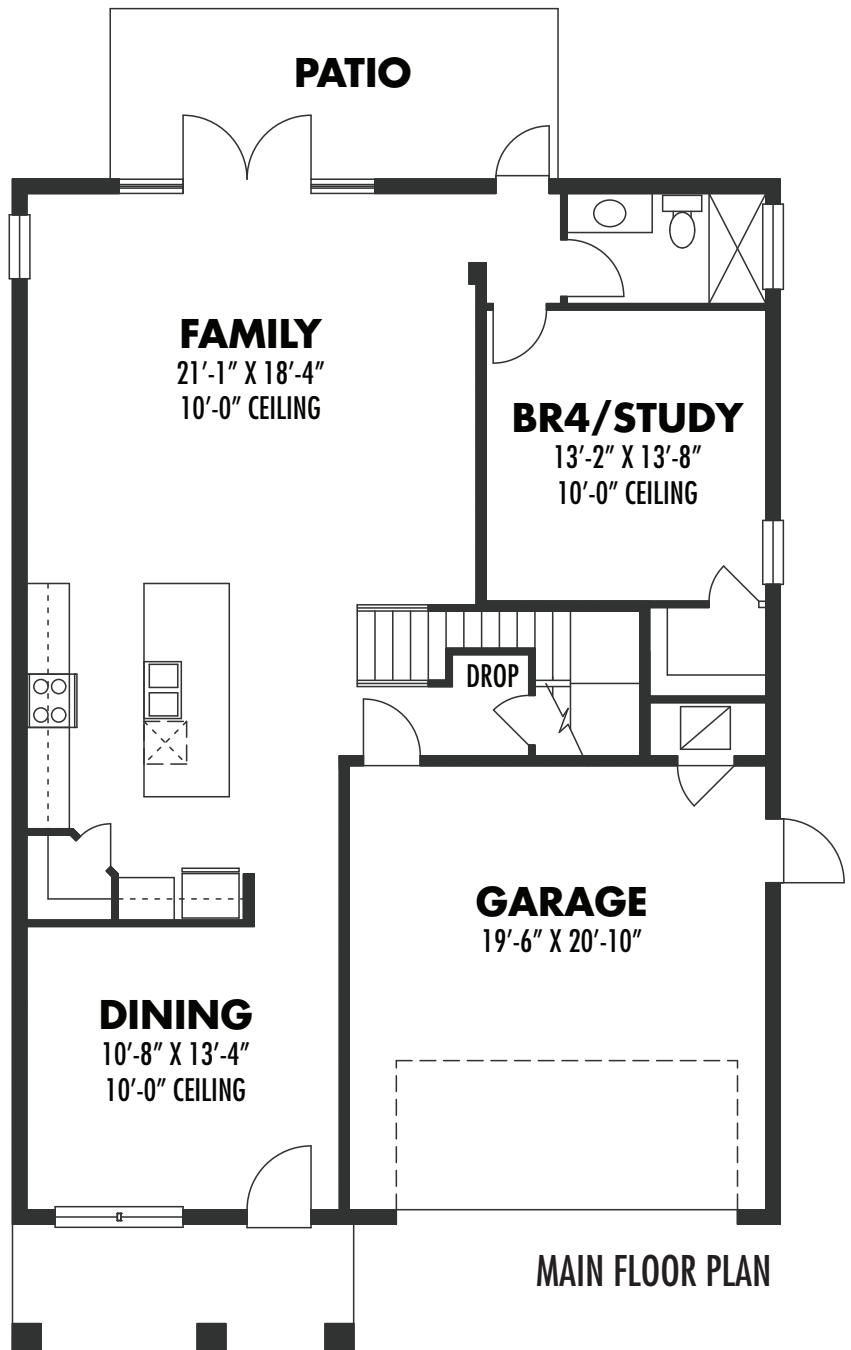 PATIO
FAMILY
21’-1” X 18’-4”
10’-0” CEILING
BR4/STUDY
13’-2” X 13’-8”
10’-0” CEILING
DROP
GARAGE
19’-6” X 20’-10”
DINING
10’-8” X 13’-4”
10’-0” CEILING
MAIN FLOOR PLAN